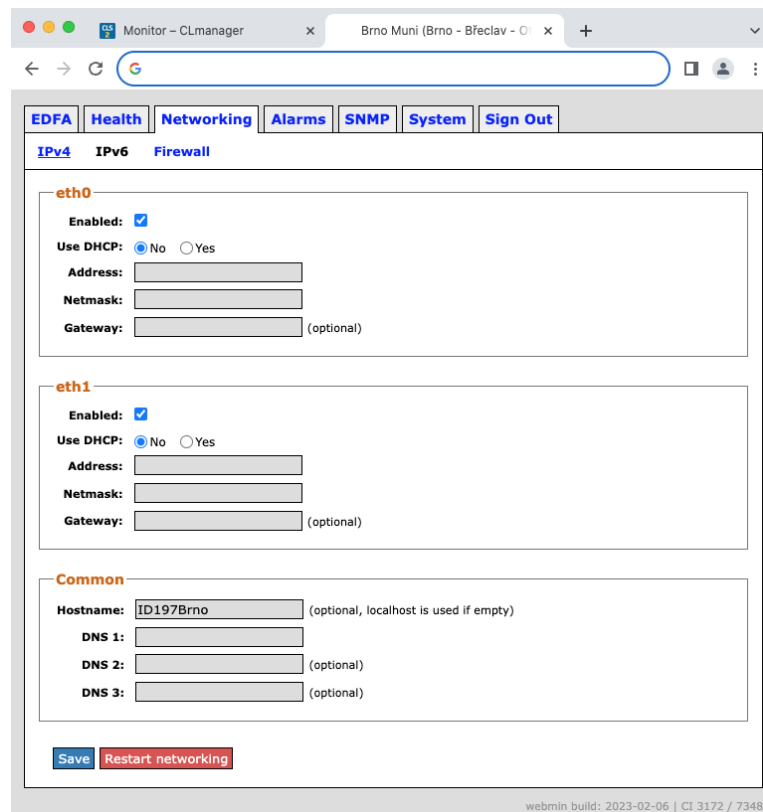 CLS 2 Monitor – CLmanager × Brno Muni (Brno - Břeclav - × +
EDFA Health Networking Alarms SNMP System Sign Out
IPv4 IPv6 Firewall
eth0
Enabled:
Use DHCP: No Yes
Address:
Netmask:
Gateway: (optional)
eth1
Enabled:
Use DHCP: No Yes
Address:
Netmask:
Gateway: (optional)
Common
Hostname: ID197Brno (optional, localhost is used if empty)
DNS 1:
DNS 2: (optional)
DNS 3: (optional)
Save Restart networking
webmin build: 2023-02-06 | CI 3172 / 7348